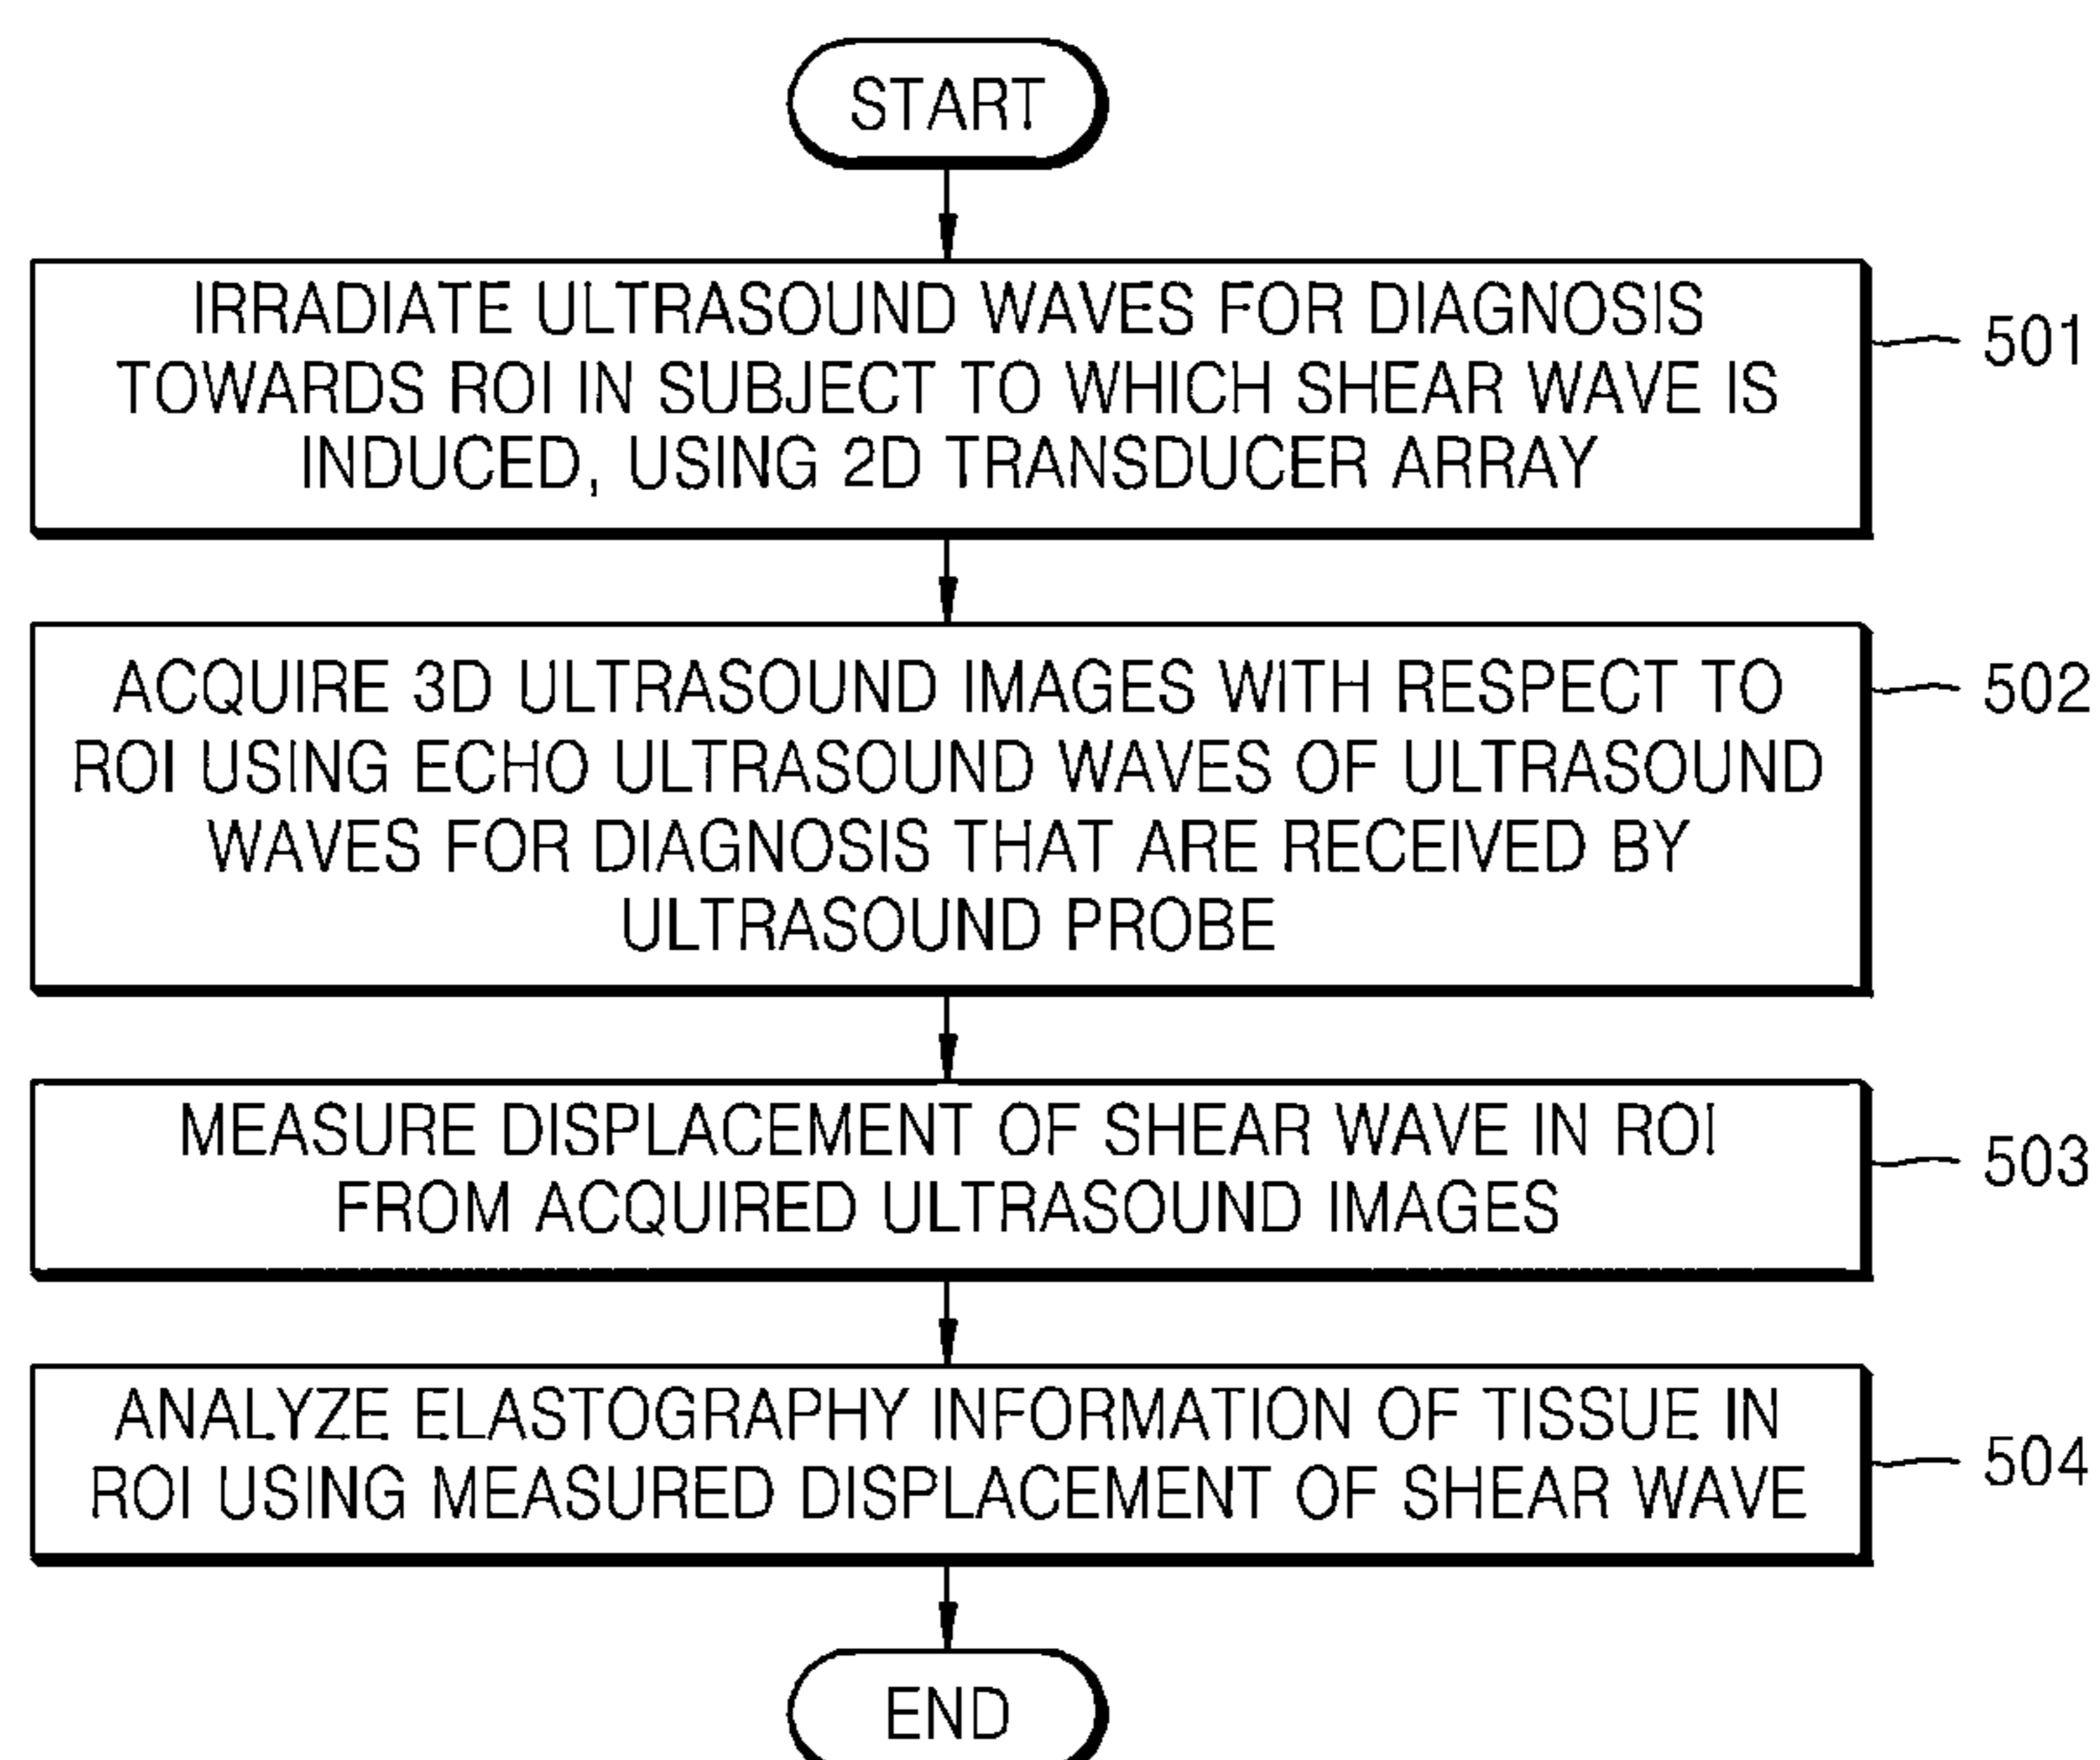 START
IRRADIATE ULTRASOUND WAVES FOR DIAGNOSIS
TOWARDS ROI IN SUBJECT TO WHICH SHEAR WAVE IS
INDUCED, USING 2D TRANSDUCER ARRAY
501
ACQUIRE 3D ULTRASOUND IMAGES WITH RESPECT TO
ROI USING ECHO ULTRASOUND WAVES OF ULTRASOUND
WAVES FOR DIAGNOSIS THAT ARE RECEIVED BY
ULTRASOUND PROBE
502
MEASURE DISPLACEMENT OF SHEAR WAVE IN ROI
FROM ACQUIRED ULTRASOUND IMAGES
503
ANALYZE ELASTOGRAPHY INFORMATION OF TISSUE IN
ROI USING MEASURED DISPLACEMENT OF SHEAR WAVE
504
END